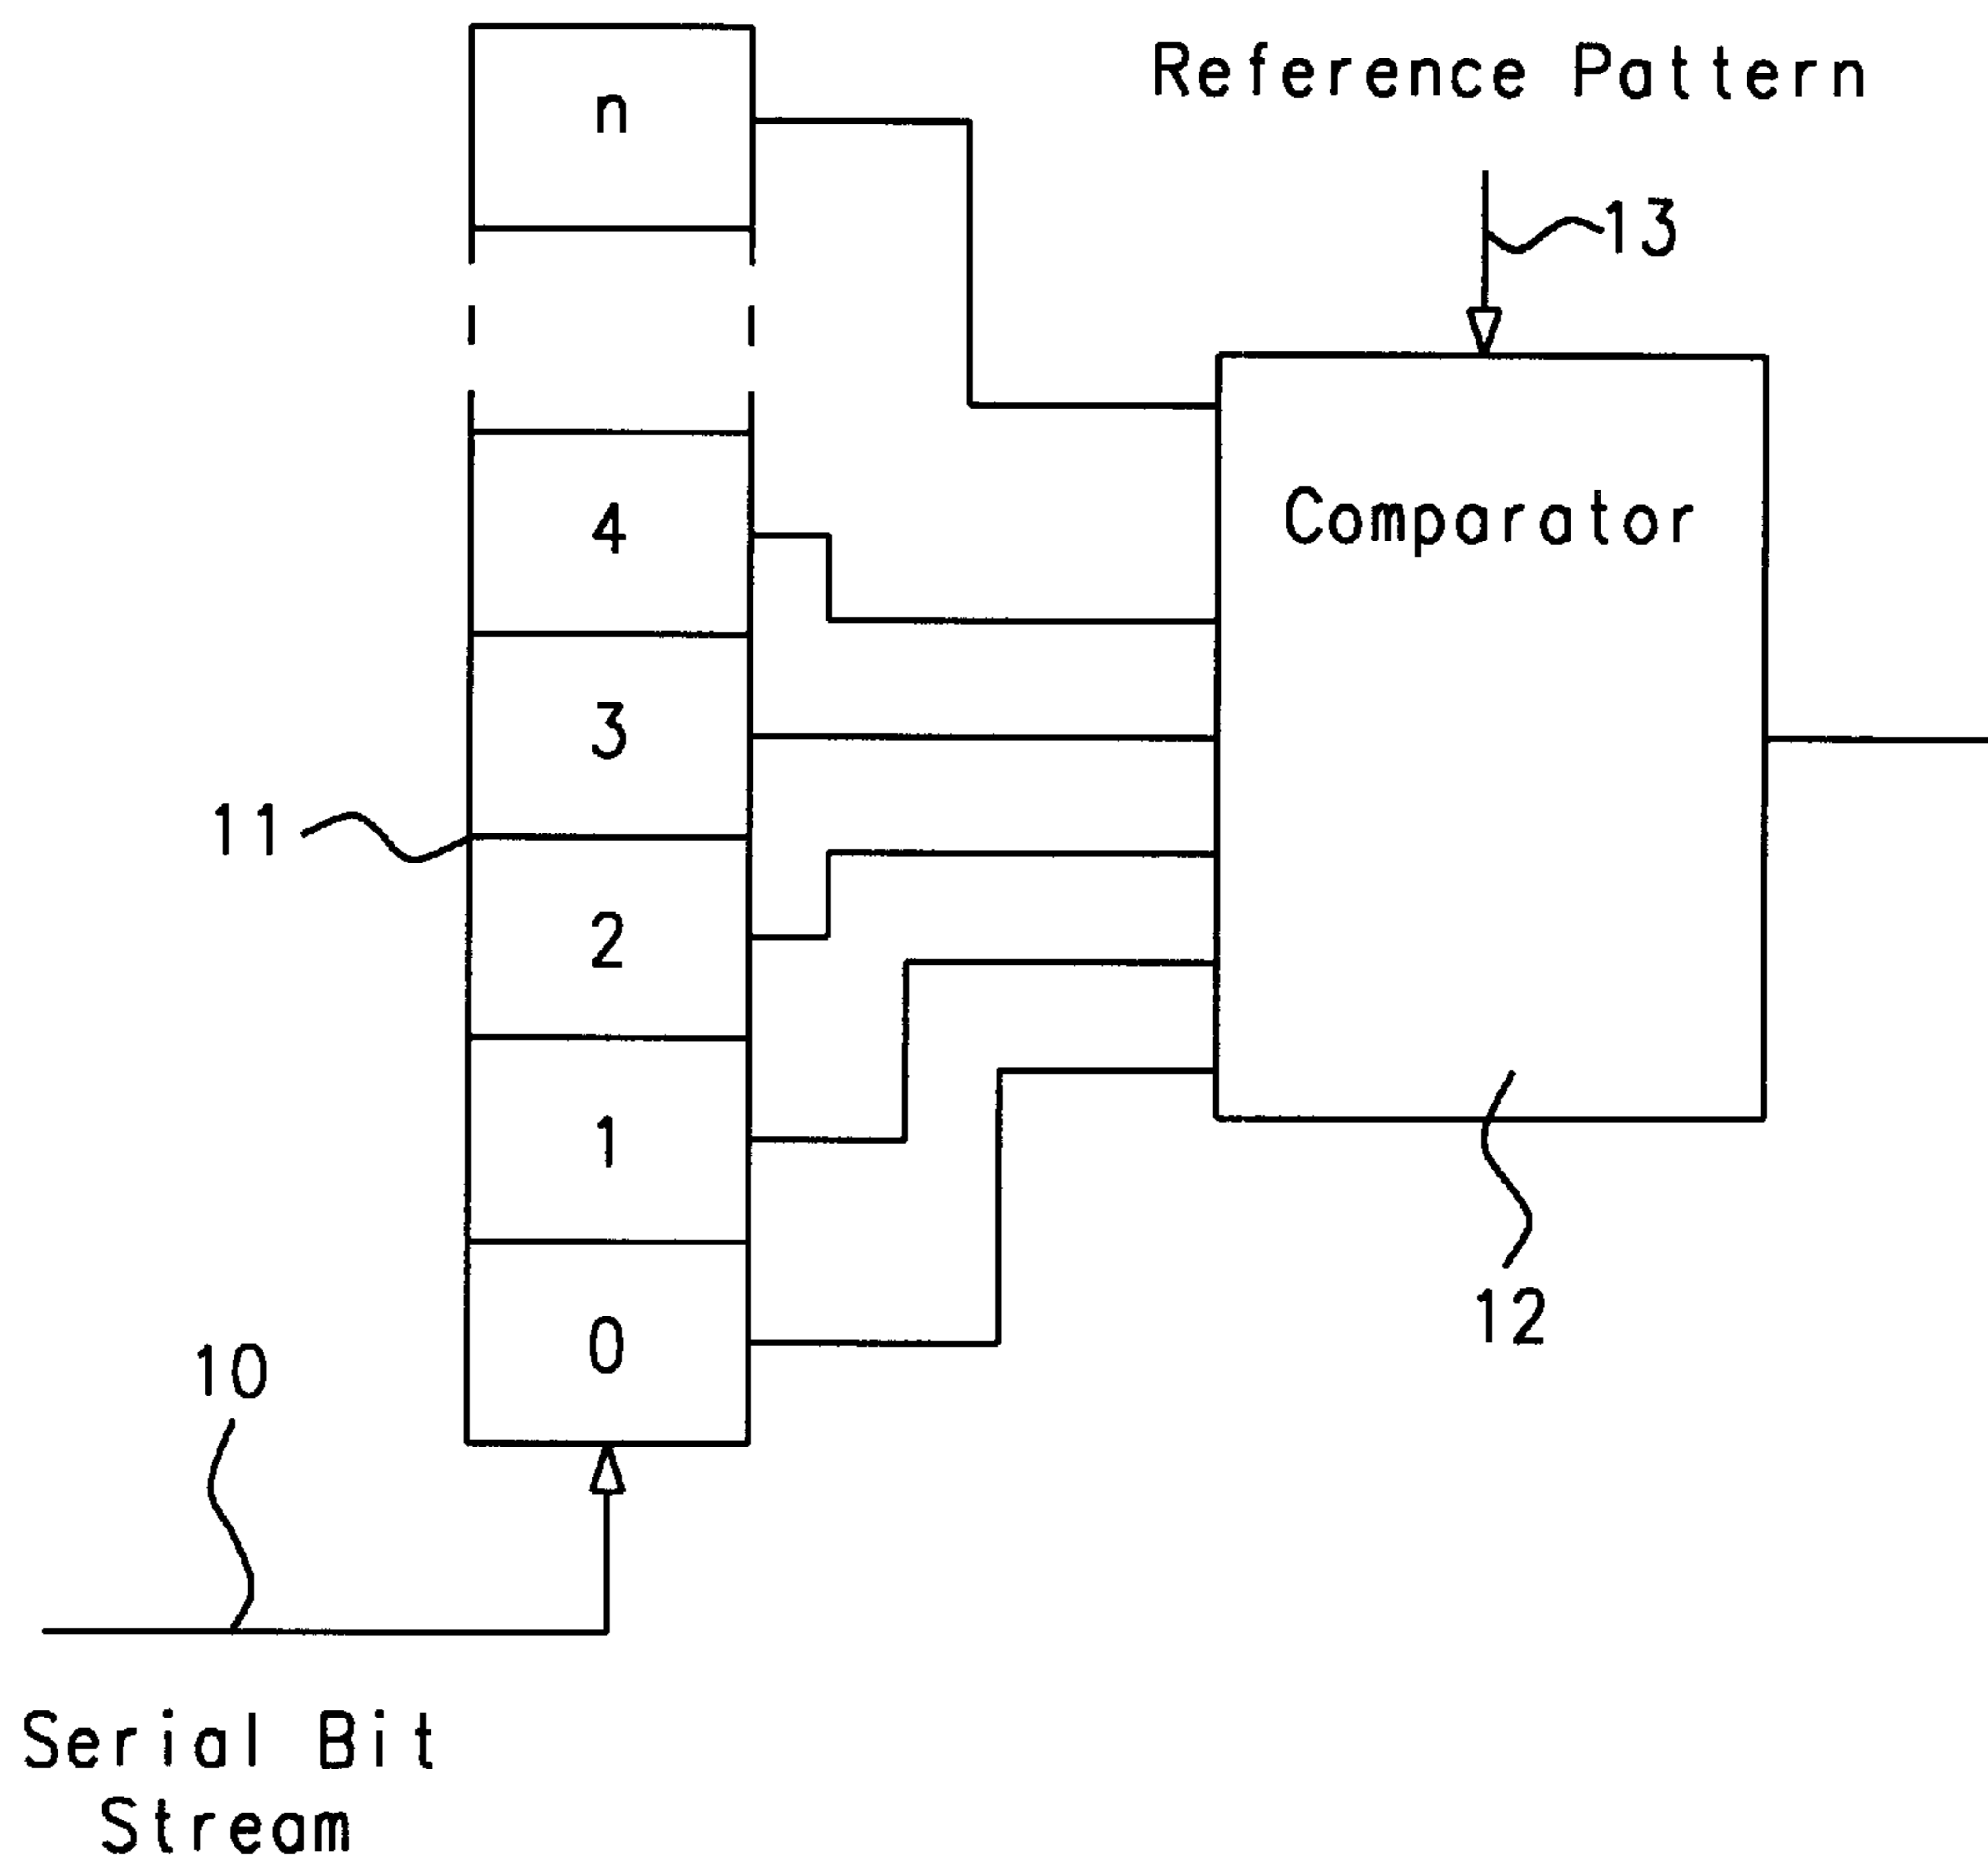 n
Reference Pattern
13
4
Comparator
3
11
2
1
0
12
10
Serial Bit
Stream